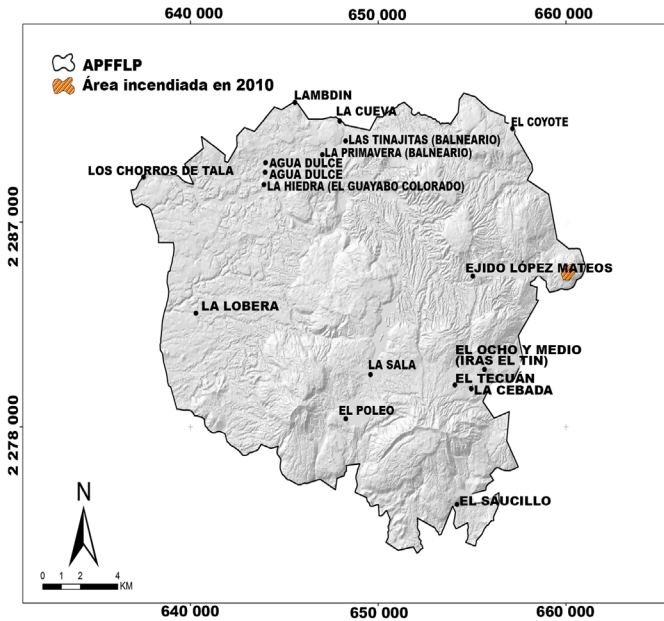 640 000 650 000 660 000
APFFLP
Área incendiada en 2010
LAMBDIN
LA CUEVA
EL COYOTE
LAS TINAJITAS (BALNEARIO)
LA PRIMAVERA (BALNEARIO)
AGUA DULCE
LOS CHORROS DE TALA
AGUA DULCE
LA HIEDRA (EL GUAYABO COLORADO)
2 287 000
EJIDO LÓPEZ MATEOS
LA LOBERA
EL OCHO Y MEDIO
(IRAS EL TIN)
LA SALA
EL TECUÁN
LA CEBADA
EL POLEO
2 278 000
N
EL SAUCILLO
0 1 2 4
KM
640 000 650 000 660 000